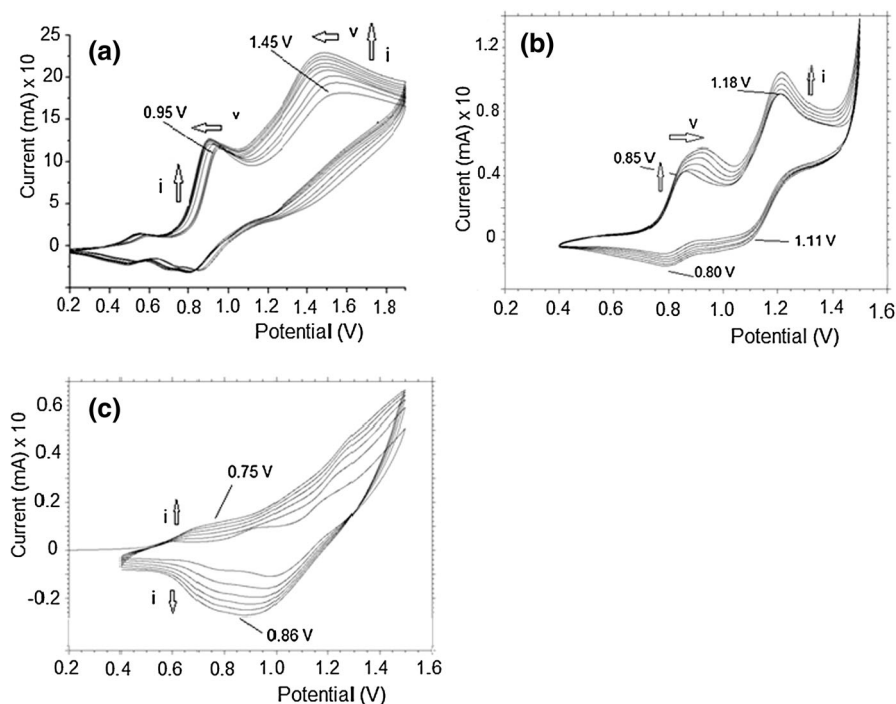 (a)
1.45 V
v
i
0.95 V
v
i
Current (mA) x 10
25
20
15
10
5
0
0.2 0.4 0.6 0.8 1.0 1.2 1.4 1.6 1.8
Potential (V)
(b)
1.18 V
i
v
0.85 V
i
1.11 V
0.80 V
Current (mA) x 10
1.2
0.8
0.4
0
0.2 0.4 0.6 0.8 1.0 1.2 1.4 1.6
Potential (V)
(c)
0.75 V
i
i
0.86 V
Current (mA) x 10
0.6
0.4
0.2
0
-0.2
0.2 0.4 0.6 0.8 1.0 1.2 1.4 1.6
Potential (V)